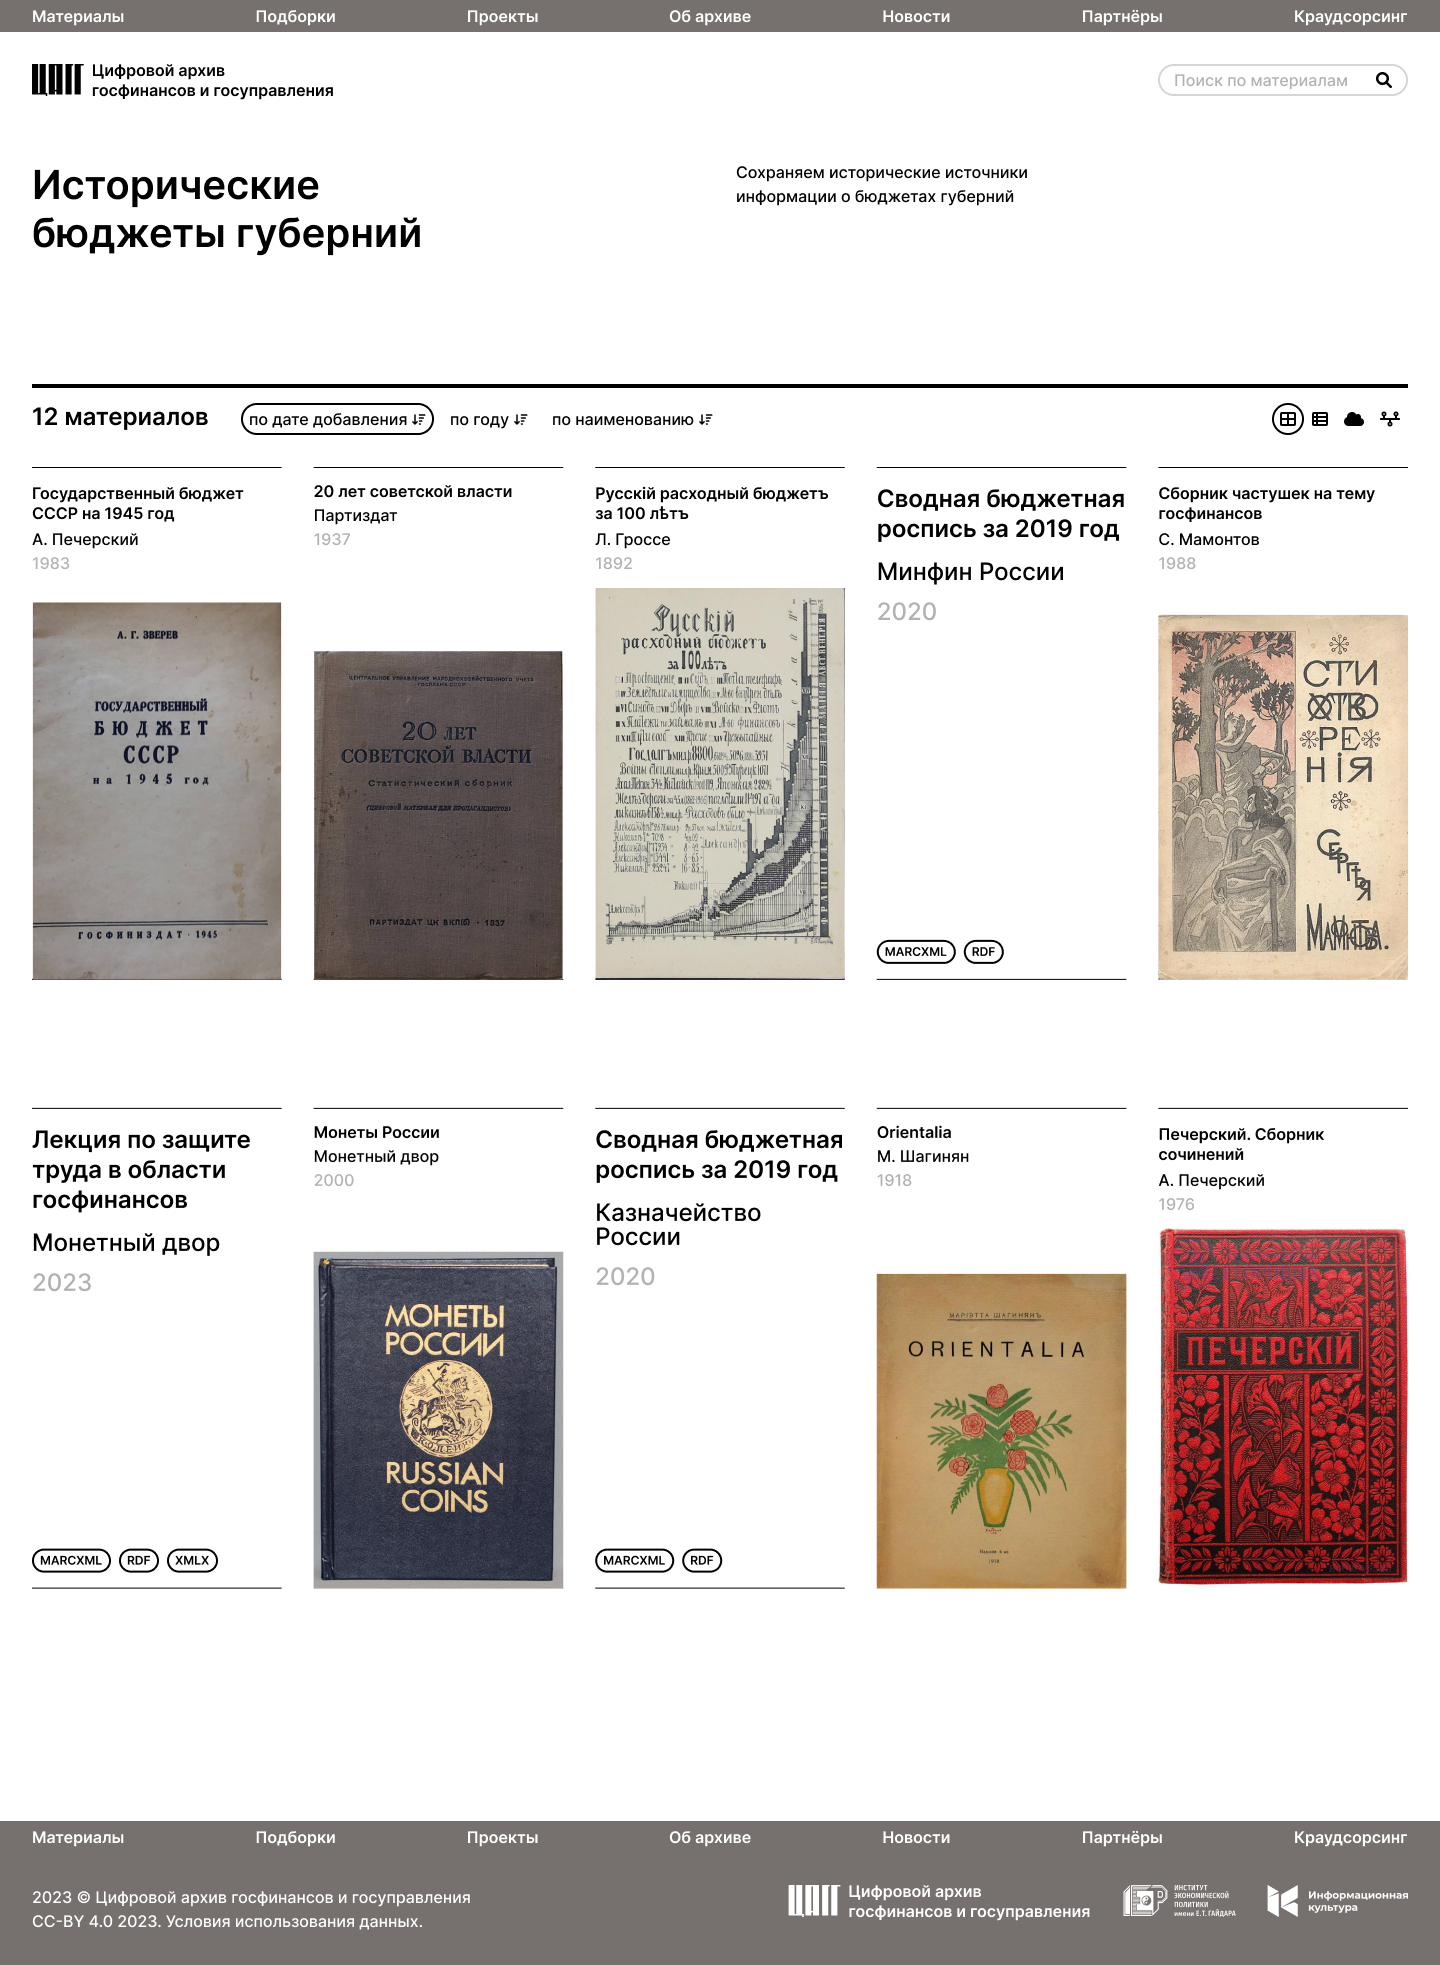 Материалы
Подборки
Проекты
Об архиве
Новости
Партнёры
Краудсорсинг
Цифровой архив
госфинансов и госуправления
Поиск по материалам
Исторические
бюджеты губерний
Сохраняем исторические источники
информации о бюджетах губерний
12 материалов
по дате добавления
по году
по наименованию
Государственный бюджет
СССР на 1945 год
А. Печерский
1983
А. Г. ЗВЕРЕВ
ГОСУДАРСТВЕННЫЙ
БЮДЖЕТ
СССР
на 1945 год
ГОСФИНИЗДАТ · 1945
20 лет советской власти
Партиздат
1937
ЦЕНТРАЛЬНОЕ УПРАВЛЕНИЕ НАРОДНОХОЗЯЙСТВЕННОГО УЧЕТА
ГОСПЛАНА СССР
20 ЛЕТ
СОВЕТСКОЙ ВЛАСТИ
Статистический сборник
(ЦИФРОВОЙ МАТЕРИАЛ ДЛЯ ПРОПАГАНДИСТОВ)
ПАРТИЗДАТ ЦК ВКП(б) · 1937
Русскій расходный бюджетъ
за 100 лѣтъ
Л. Гроссе
1892
Русскій
расходный бюджетъ
за 100 лѣтъ
Сводная бюджетная
роспись за 2019 год
Минфин России
2020
MARCXML
RDF
Сборник частушек на тему
госфинансов
С. Мамонтов
1988
СТИ
ХОТВО
РЕ
НІЯ
СЕРГѢЯ
МАМОНТОВА.
Лекция по защите
труда в области
госфинансов
Монетный двор
2023
MARCXML
RDF
XMLX
Монеты России
Монетный двор
2000
МОНЕТЫ
РОССИИ
RUSSIAN
COINS
Сводная бюджетная
роспись за 2019 год
Казначейство
России
2020
MARCXML
RDF
Orientalia
М. Шагинян
1918
МАРІЭТТА ШАГИНЯНЪ
ORIENTALIA
1918
Печерский. Сборник
сочинений
А. Печерский
1976
ПЕЧЕРСКІЙ
Материалы
Подборки
Проекты
Об архиве
Новости
Партнёры
Краудсорсинг
2023 © Цифровой архив госфинансов и госуправления
CC-BY 4.0 2023. Условия использования данных.
Цифровой архив
госфинансов и госуправления
ИНСТИТУТ
ЭКОНОМИЧЕСКОЙ
ПОЛИТИКИ
имени Е.Т. ГАЙДАРА
Информационная
культура